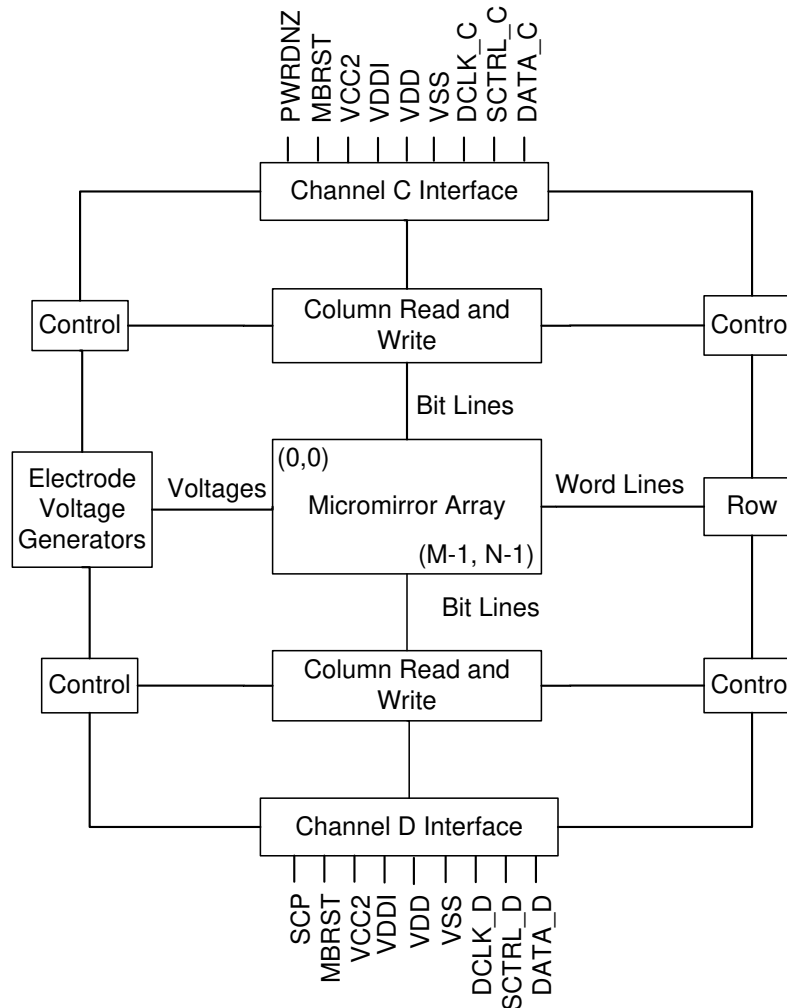 PWRDNZ
MBRST
VCC2
VDDI
VDD
VSS
DCLK_C
SCTRL_C
DATA_C
Channel C Interface
Control
Column Read and
Write
Control
Bit Lines
(0,0)
Electrode
Voltage
Generators
Voltages
Micromirror Array
Word Lines
Row
(M-1, N-1)
Bit Lines
Control
Column Read and
Write
Control
Channel D Interface
SCP
MBRST
VCC2
VDDI
VDD
VSS
DCLK_D
SCTRL_D
DATA_D